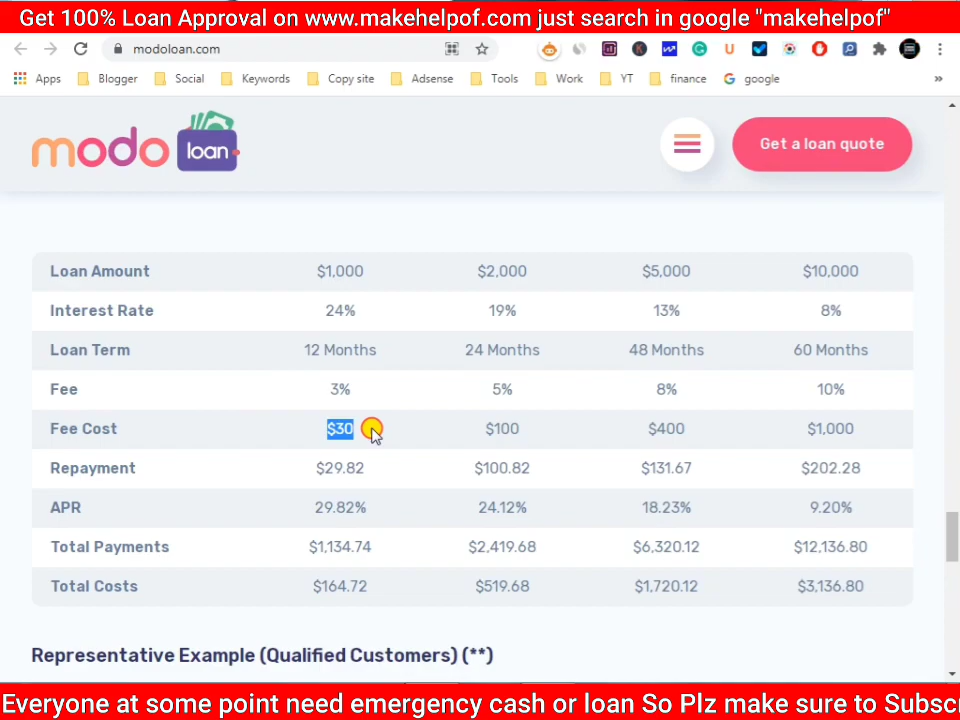 Get 100% Loan Approval on www.makehelpof.com just search in google "makehelpof"
modoloan.com
Apps Blogger Social Keywords Copy site Adsense Tools Work YT finance google »
modo loan
Get a loan quote
Loan Amount $1,000 $2,000 $5,000 $10,000
Interest Rate 24% 19% 13% 8%
Loan Term 12 Months 24 Months 48 Months 60 Months
Fee 3% 5% 8% 10%
Fee Cost $30 $100 $400 $1,000
Repayment $29.82 $100.82 $131.67 $202.28
APR 29.82% 24.12% 18.23% 9.20%
Total Payments $1,134.74 $2,419.68 $6,320.12 $12,136.80
Total Costs $164.72 $519.68 $1,720.12 $3,136.80
Representative Example (Qualified Customers) (**)
Everyone at some point need emergency cash or loan So Plz make sure to Subsc